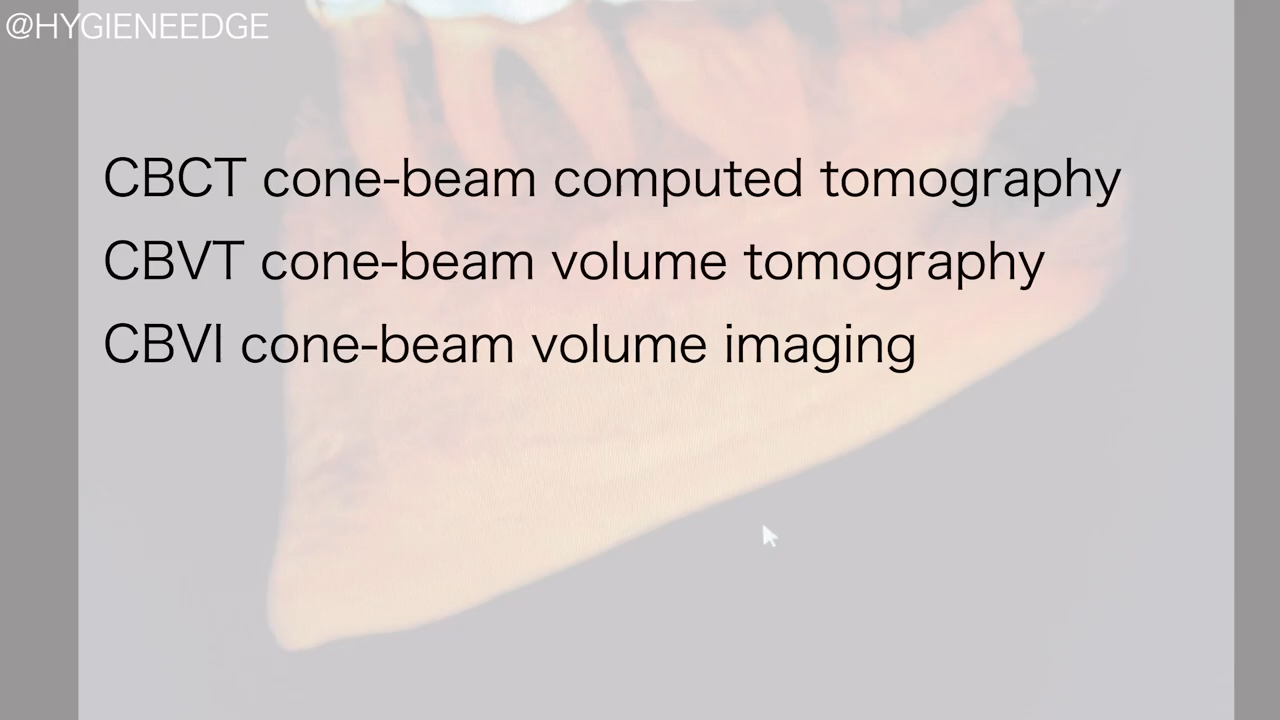 @HYGIENEEDGE
CBCT cone-beam computed tomography
CBVT cone-beam volume tomography
CBVI cone-beam volume imaging